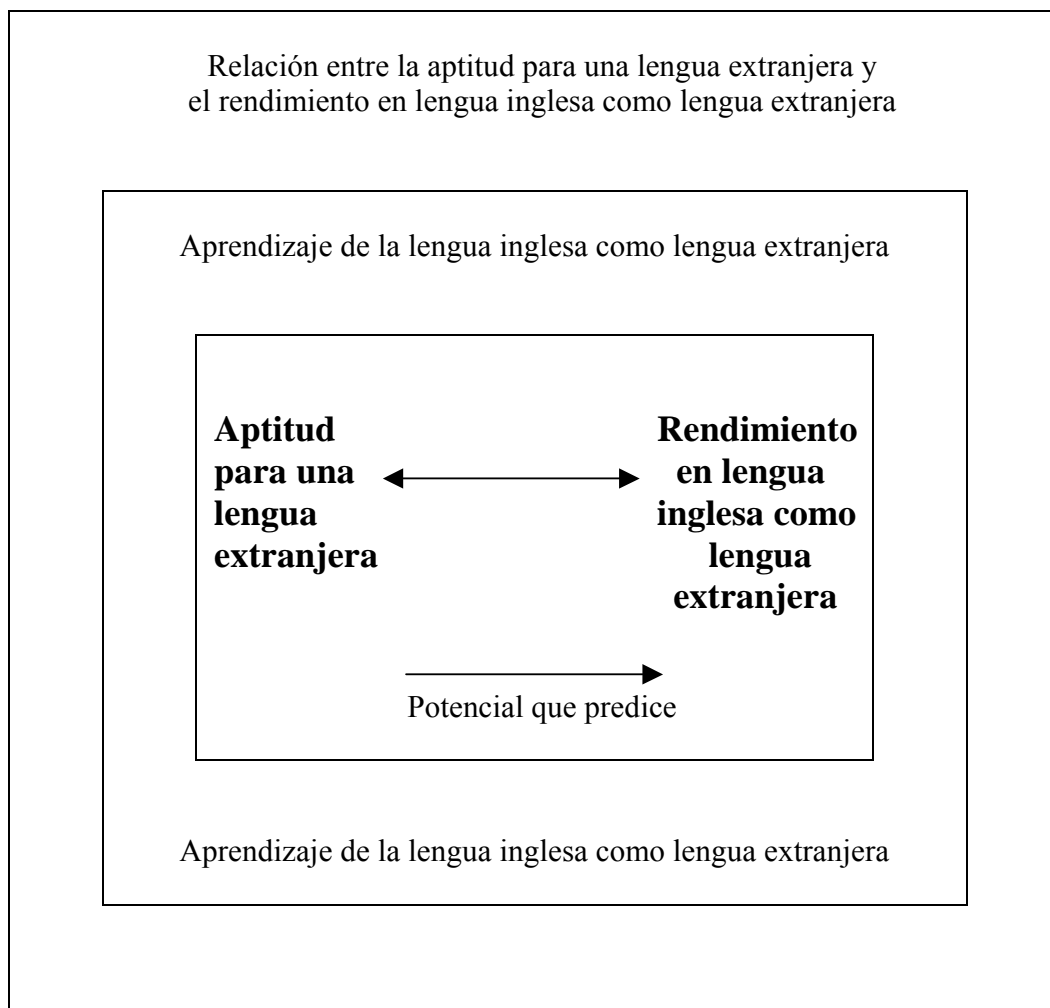 Relación entre la aptitud para una lengua extranjera y
el rendimiento en lengua inglesa como lengua extranjera
Aprendizaje de la lengua inglesa como lengua extranjera
Aptitud
para una
lengua
extranjera
Rendimiento
en lengua
inglesa como
lengua
extranjera
Potencial que predice
Aprendizaje de la lengua inglesa como lengua extranjera